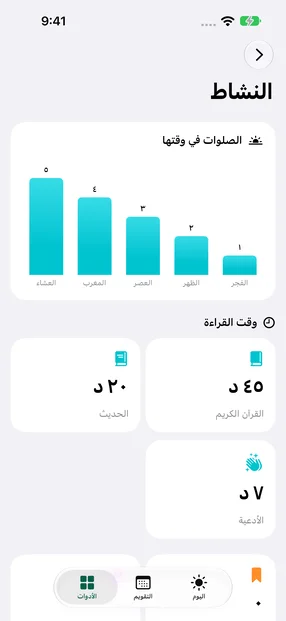 9:41
النشاط
الصلوات في وقتها
٥
٤
٣
٢
١
الفجر
الظهر
العصر
المغرب
العشاء
وقت القراءة
٤٥ د
القرآن الكريم
٢٠ د
الحديث
٧ د
الأدعية
٠
اليوم
التقويم
الأدوات